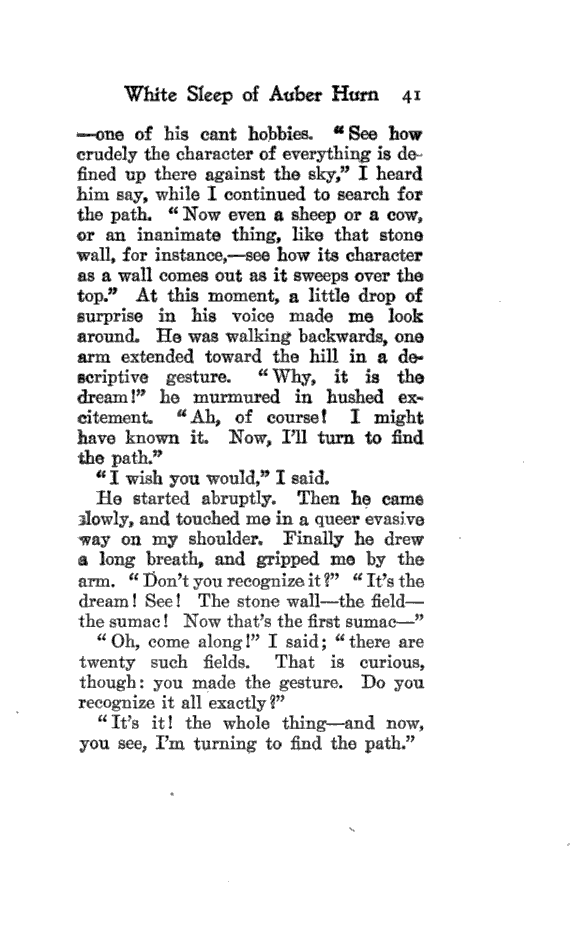 White Sleep of Auber Hurn 41
—one of his cant hobbies. “See how
crudely the character of everything is de-
fined up there against the sky,” I heard
him say, while I continued to search for
the path. “Now even a sheep or a cow,
or an inanimate thing, like that stone
wall, for instance,—see how its character
as a wall comes out as it sweeps over the
top.” At this moment, a little drop of
surprise in his voice made me look
around. He was walking backwards, one
arm extended toward the hill in a de-
scriptive gesture. “Why, it is the
dream!” he murmured in hushed ex-
citement. “Ah, of course! I might
have known it. Now, I’ll turn to find
the path.”
“I wish you would,” I said.
He started abruptly. Then he came
slowly, and touched me in a queer evasive
way on my shoulder. Finally he drew
a long breath, and gripped me by the
arm. “Don’t you recognize it?” “It’s the
dream! See! The stone wall—the field—
the sumac! Now that’s the first sumac—”
“Oh, come along!” I said; “there are
twenty such fields. That is curious,
though: you made the gesture. Do you
recognize it all exactly?”
“It’s it! the whole thing—and now,
you see, I’m turning to find the path.”